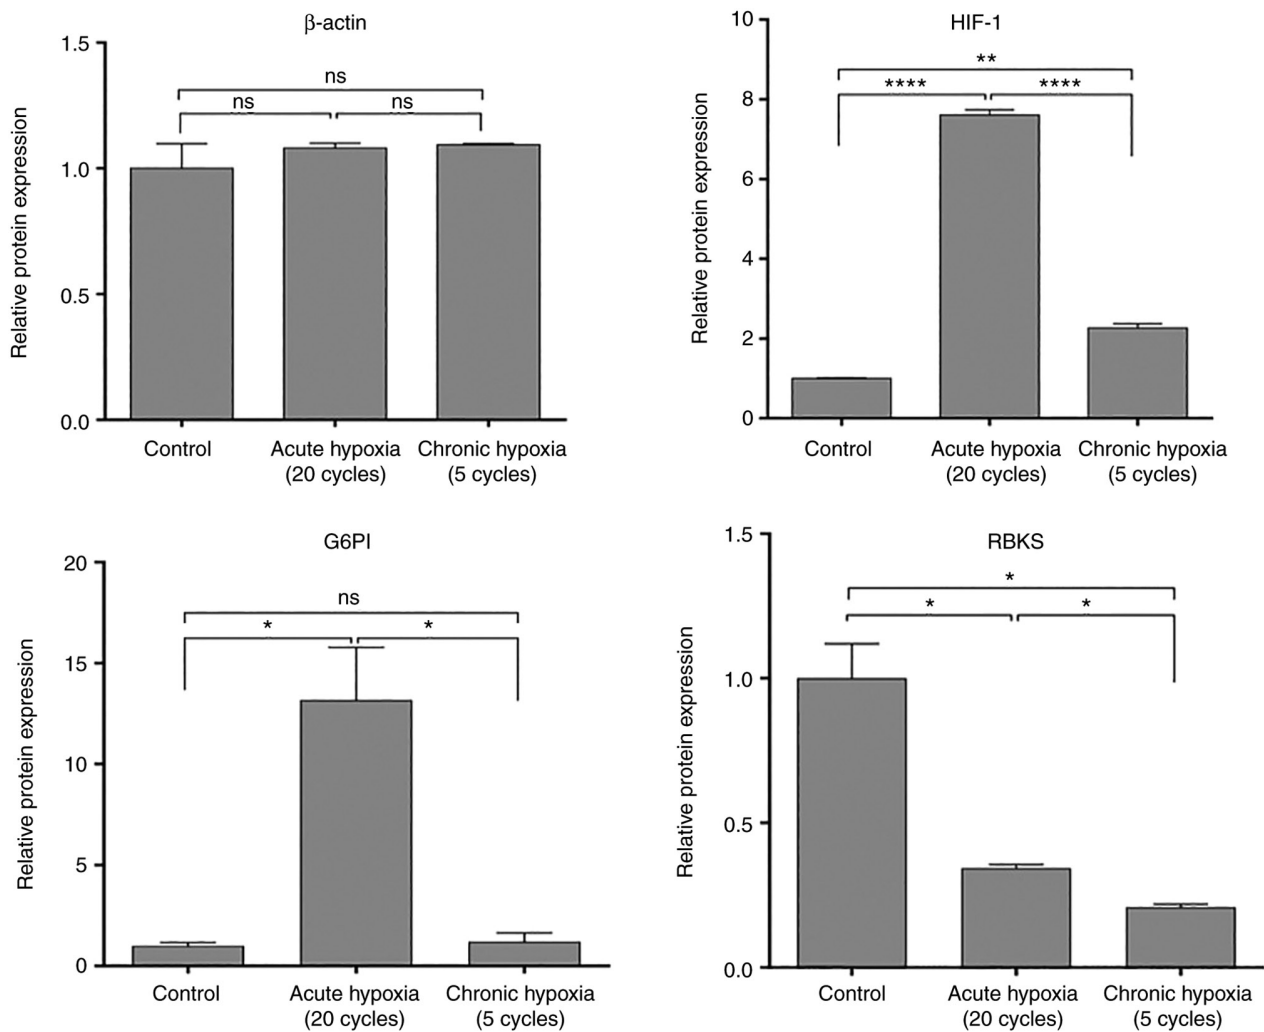 β-actin
1.5
1.0
0.5
0.0
Relative protein expression
ns
ns
ns
Control
Acute hypoxia
(20 cycles)
Chronic hypoxia
(5 cycles)
HIF-1
10
8
6
4
2
0
Relative protein expression
**
****
****
Control
Acute hypoxia
(20 cycles)
Chronic hypoxia
(5 cycles)
G6PI
20
15
10
5
0
Relative protein expression
ns
*
*
Control
Acute hypoxia
(20 cycles)
Chronic hypoxia
(5 cycles)
RBKS
1.5
1.0
0.5
0.0
Relative protein expression
*
*
*
Control
Acute hypoxia
(20 cycles)
Chronic hypoxia
(5 cycles)